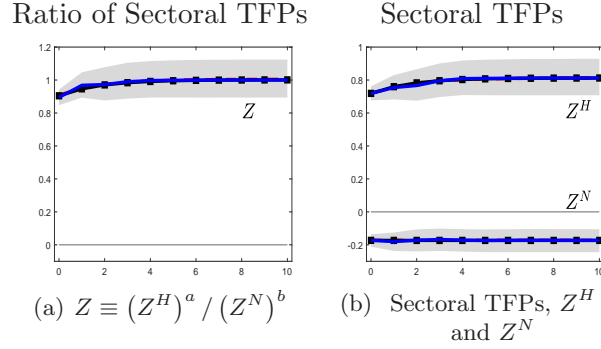 Ratio of Sectoral TFPs
Sectoral TFPs
1.2
1
0.8
0.6
0.4
0.2
0
0 2 4 6 8 10
Z
1
0.8
0.6
0.4
0.2
0
-0.2
0 2 4 6 8 10
Z^H
Z^N
(a) Z ≡ (Z^H)^a / (Z^N)^b
(b) Sectoral TFPs, Z^H
and Z^N